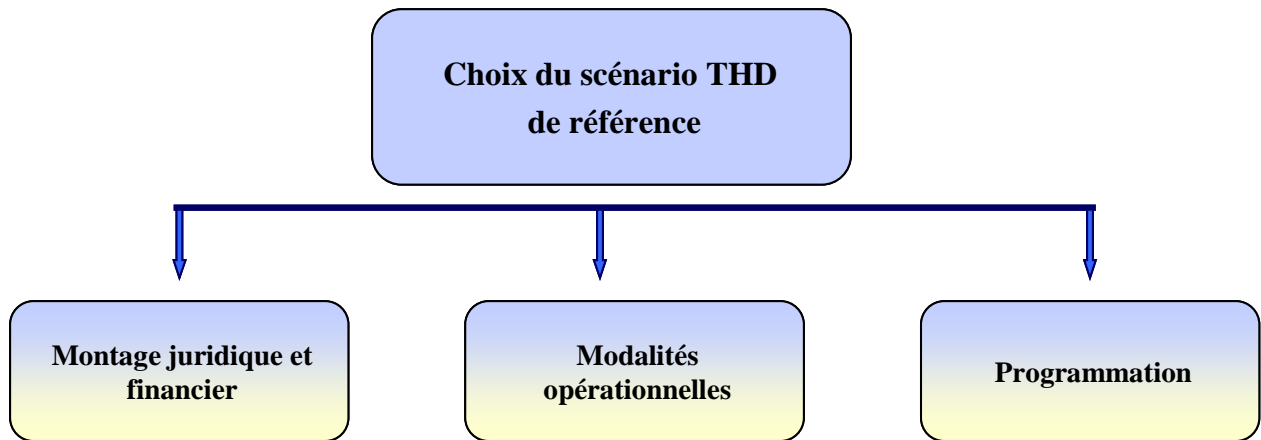 Choix du scénario THD
de référence
Montage juridique et
financier
Modalités
opérationnelles
Programmation